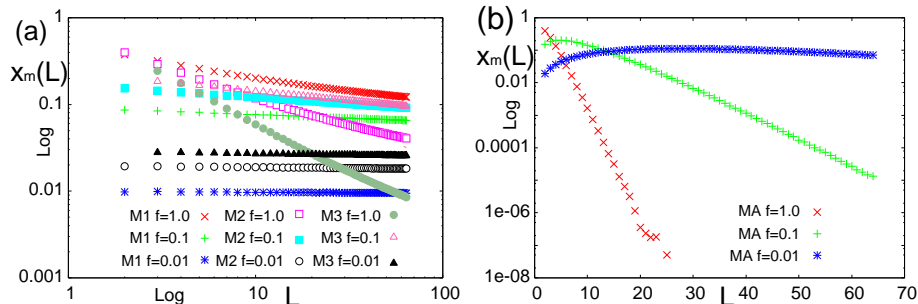 (a)
1
x_m(L)
0.1
Log
0.01
0.001
M1 f=1.0 M2 f=1.0 M3 f=1.0
M1 f=0.1 M2 f=0.1 M3 f=0.1
M1 f=0.01 M2 f=0.01 M3 f=0.01
1 Log 10 L 100
(b)
1
x_m(L)
0.01
Log
0.0001
1e-06
1e-08
MA f=1.0
MA f=0.1
MA f=0.01
0 10 20 30 40 50 60 70
L